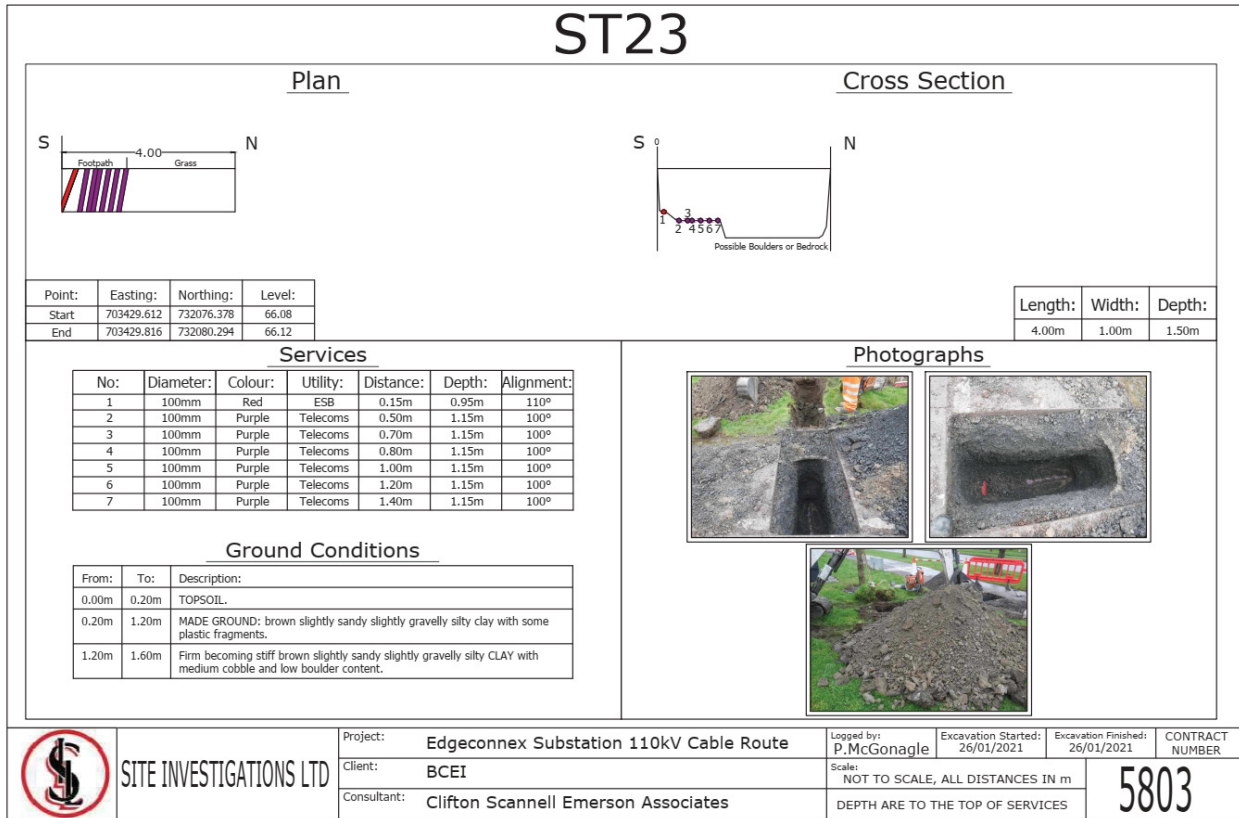 ST23
Plan
S
N
4.00
Footpath
Grass
Cross Section
S
0
N
1
2
3
4
5
6
7
Possible Boulders or Bedrock
Point: Easting: Northing: Level:
Start 703429.612 732076.378 66.08
End 703429.816 732080.294 66.12
Length: Width: Depth:
4.00m 1.00m 1.50m
Services
No: Diameter: Colour: Utility: Distance: Depth: Alignment:
1 100mm Red ESB 0.15m 0.95m 110°
2 100mm Purple Telecoms 0.50m 1.15m 100°
3 100mm Purple Telecoms 0.70m 1.15m 100°
4 100mm Purple Telecoms 0.80m 1.15m 100°
5 100mm Purple Telecoms 1.00m 1.15m 100°
6 100mm Purple Telecoms 1.20m 1.15m 100°
7 100mm Purple Telecoms 1.40m 1.15m 100°
Ground Conditions
From: To: Description:
0.00m 0.20m TOPSOIL.
0.20m 1.20m MADE GROUND: brown slightly sandy slightly gravelly silty clay with some
plastic fragments.
1.20m 1.60m Firm becoming stiff brown slightly sandy slightly gravelly silty CLAY with
medium cobble and low boulder content.
Photographs
SIL
SITE INVESTIGATIONS LTD
Project: Edgeconnex Substation 110kV Cable Route
Client: BCEI
Consultant: Clifton Scannell Emerson Associates
Logged by:
P.McGonagle
Excavation Started:
26/01/2021
Excavation Finished:
26/01/2021
CONTRACT
NUMBER
5803
Scale:
NOT TO SCALE, ALL DISTANCES IN m
DEPTH ARE TO THE TOP OF SERVICES